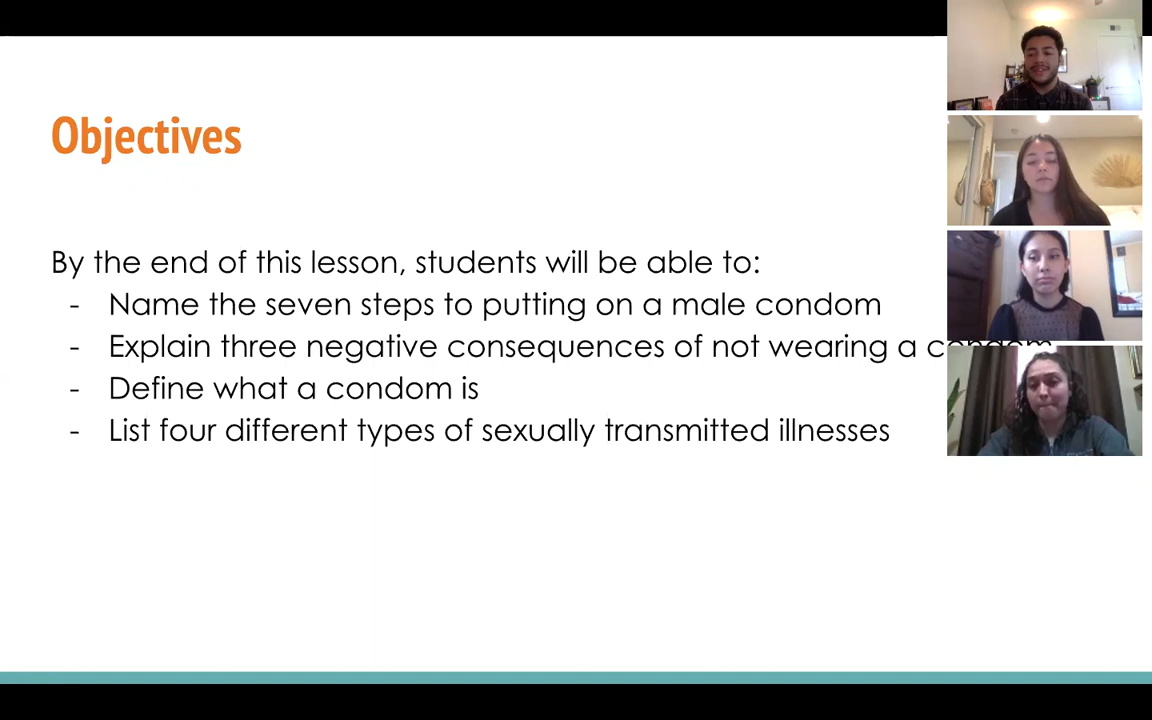 Objectives
By the end of this lesson, students will be able to:
- Name the seven steps to putting on a male condom
- Explain three negative consequences of not wearing a condom
- Define what a condom is
- List four different types of sexually transmitted illnesses